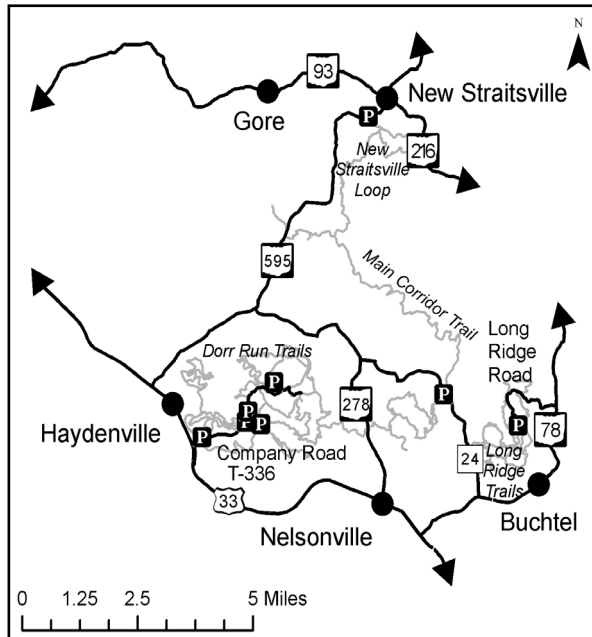 N
93
New Straitsville
Gore
P
New
Straitsville
Loop
216
595
Main Corridor Trail
Long
Ridge
Road
Dorr Run Trails
P
P
P
P
P
278
P
P
78
Haydenville
Company Road
T-336
24
Long
Ridge
Trails
33
Nelsonville
Buchtel
0 1.25 2.5 5 Miles